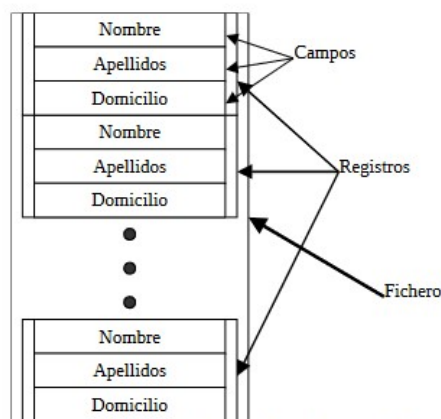 Nombre
Campos
Apellidos
Domicilio
Nombre
Apellidos
Registros
Domicilio
Fichero
Nombre
Apellidos
Domicilio